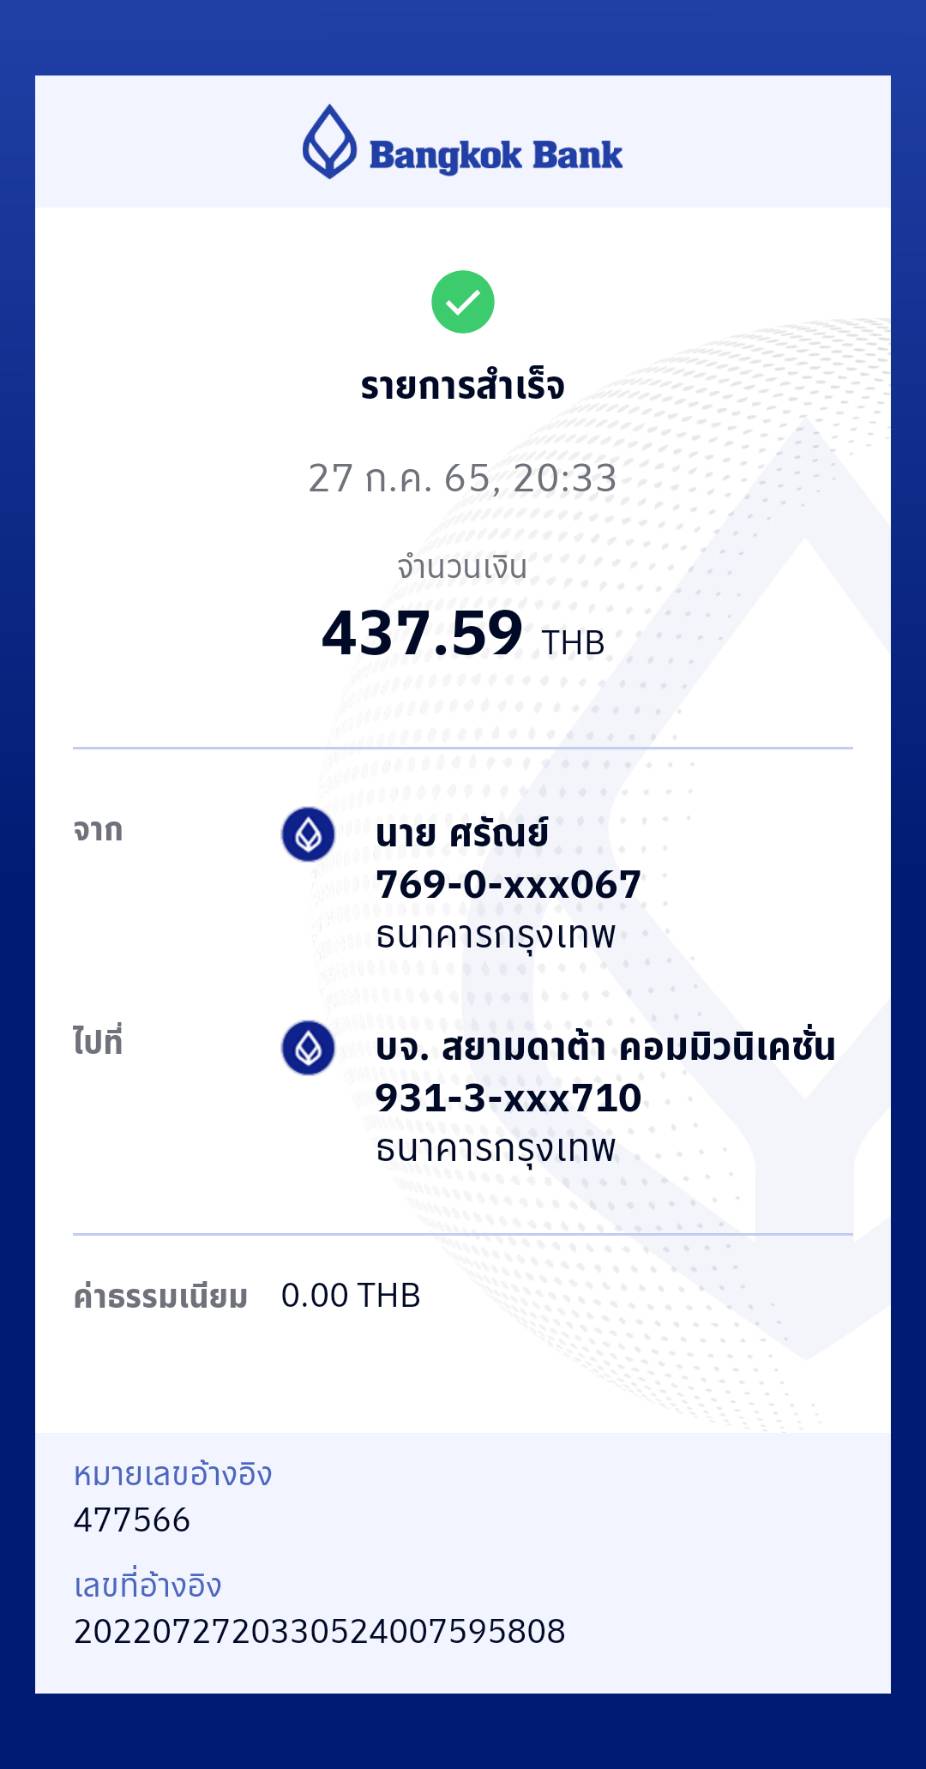 Bangkok Bank
รายการสำเร็จ
27 ก.ค. 65, 20:33
จำนวนเงิน
437.59 THB
จาก
นาย ศรัณย์
769-0-xxx067
ธนาคารกรุงเทพ
ไปที่
บจ. สยามดาต้า คอมมิวนิเคชั่น
931-3-xxx710
ธนาคารกรุงเทพ
ค่าธรรมเนียม 0.00 THB
หมายเลขอ้างอิง
477566
เลขที่อ้างอิง
2022072720330524007595808